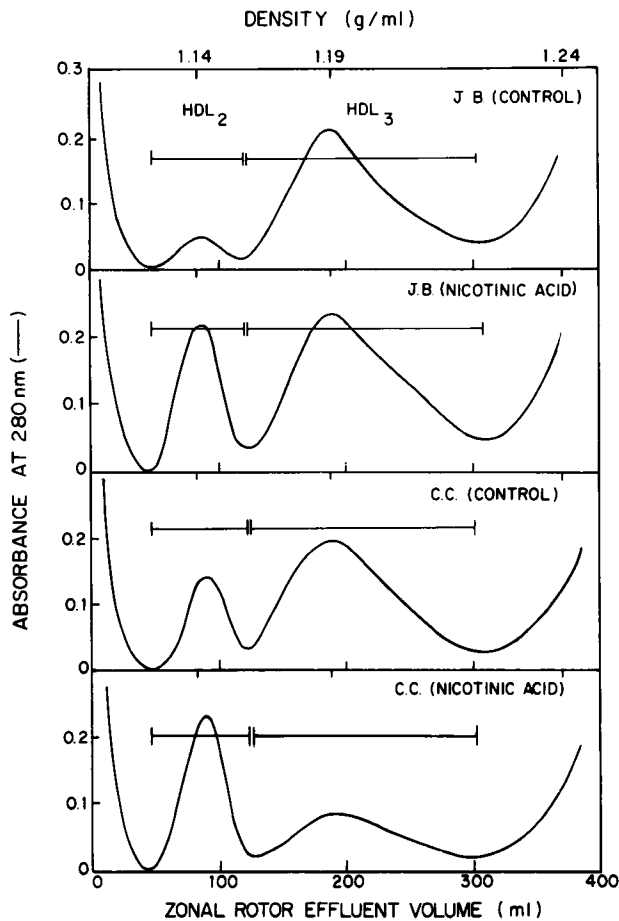 DENSITY (g/ml)
1.14 1.19 1.24
0.3
HDL2 HDL3
J B (CONTROL)
0.2
0.1
0
J.B. (NICOTINIC ACID)
0.2
0.1
0
C.C. (CONTROL)
0.2
0.1
0
C.C. (NICOTINIC ACID)
0.2
0.1
0
0 100 200 300 400
ZONAL ROTOR EFFLUENT VOLUME (ml)
ABSORBANCE AT 280 nm (—)